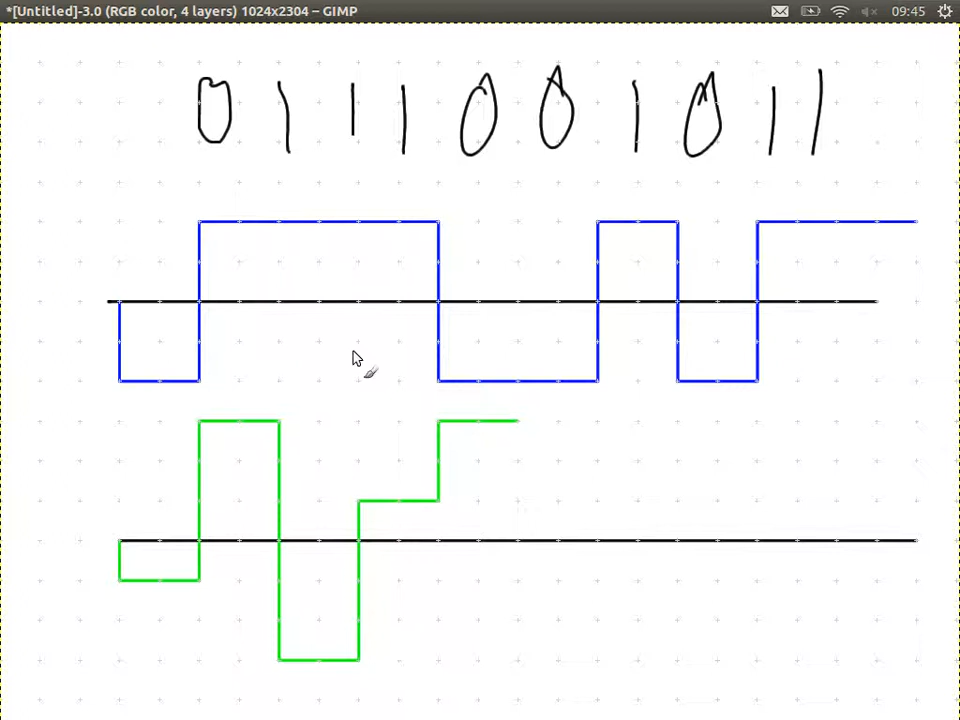 *[Untitled]-3.0 (RGB color, 4 layers) 1024x2304 – GIMP 09:45
0 1 1 1 0 0 1 0 1 1